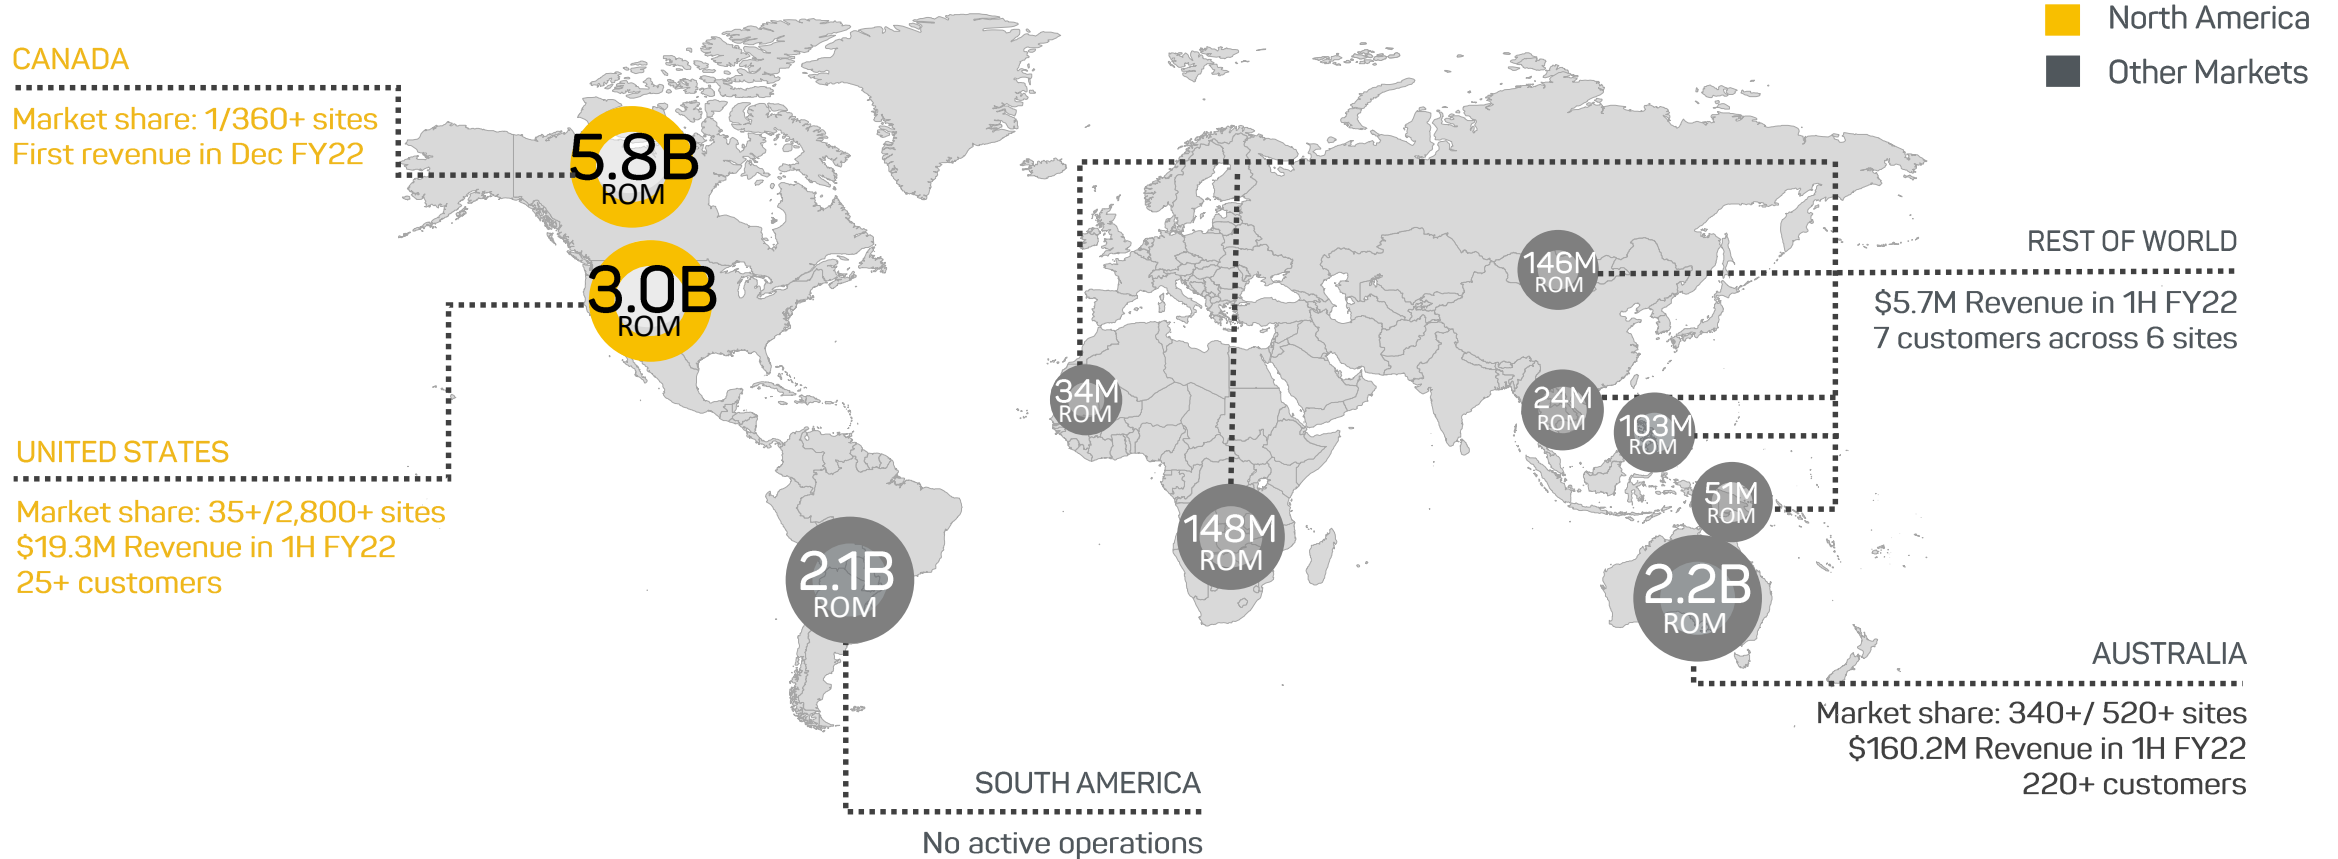 North America
Other Markets
CANADA
Market share: 1/360+ sites
First revenue in Dec FY22
5.8B
ROM
3.0B
ROM
UNITED STATES
Market share: 35+/2,800+ sites
$19.3M Revenue in 1H FY22
25+ customers
REST OF WORLD
$5.7M Revenue in 1H FY22
7 customers across 6 sites
146M
ROM
34M
ROM
24M
ROM
103M
ROM
51M
ROM
148M
ROM
2.1B
ROM
2.2B
ROM
AUSTRALIA
Market share: 340+/ 520+ sites
$160.2M Revenue in 1H FY22
220+ customers
SOUTH AMERICA
No active operations